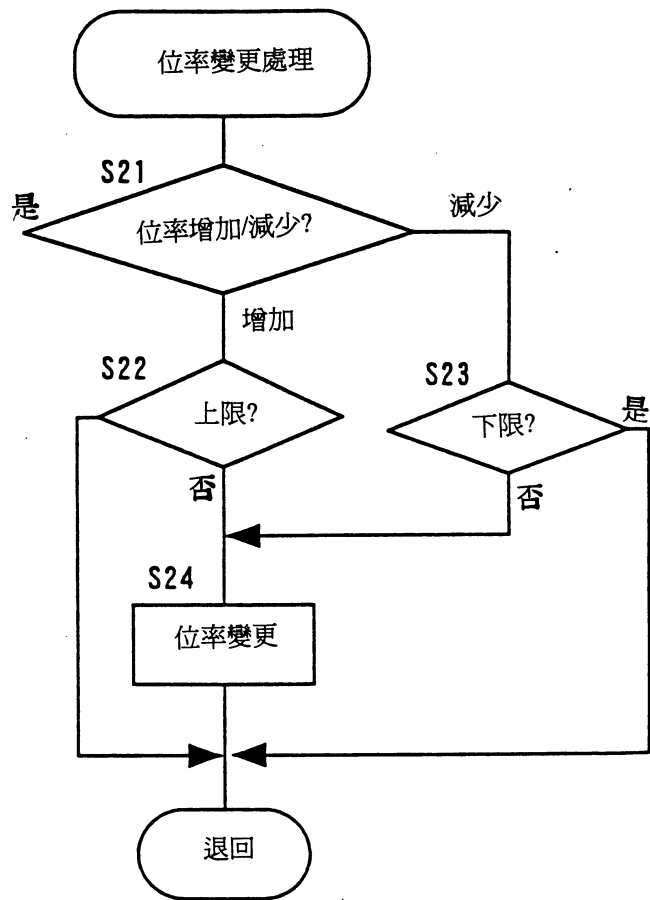 位率變更處理
S21
是
位率增加/減少?
減少
增加
S22
上限?
S23
下限?
是
否
否
S24
位率變更
退回